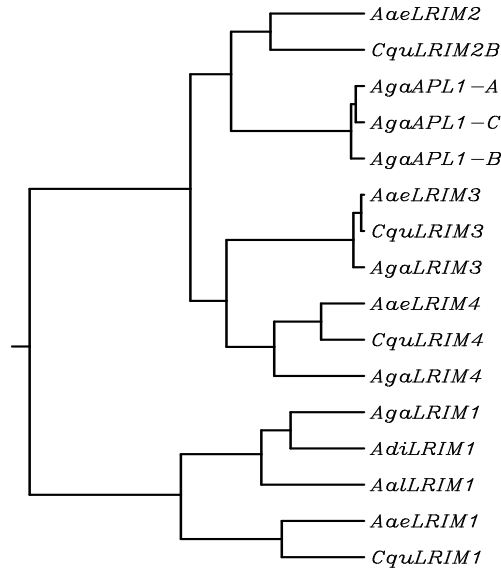 AaeLRIM2
CquLRIM2B
AgaAPL1-A
AgaAPL1-C
AgaAPL1-B
AaeLRIM3
CquLRIM3
AgaLRIM3
AaeLRIM4
CquLRIM4
AgaLRIM4
AgaLRIM1
AdiLRIM1
AalLRIM1
AaeLRIM1
CquLRIM1